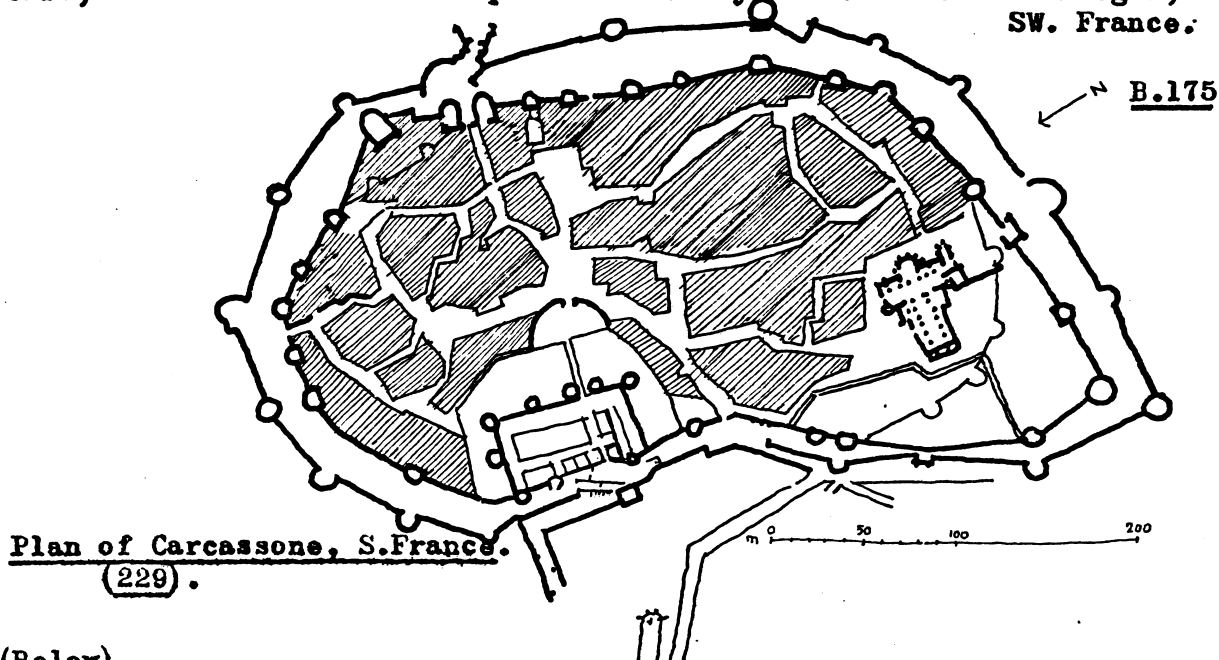 SW. France.
N
B.175
0 50 100 200
m
Plan of Carcassone, S.France.
(229).
(Below)